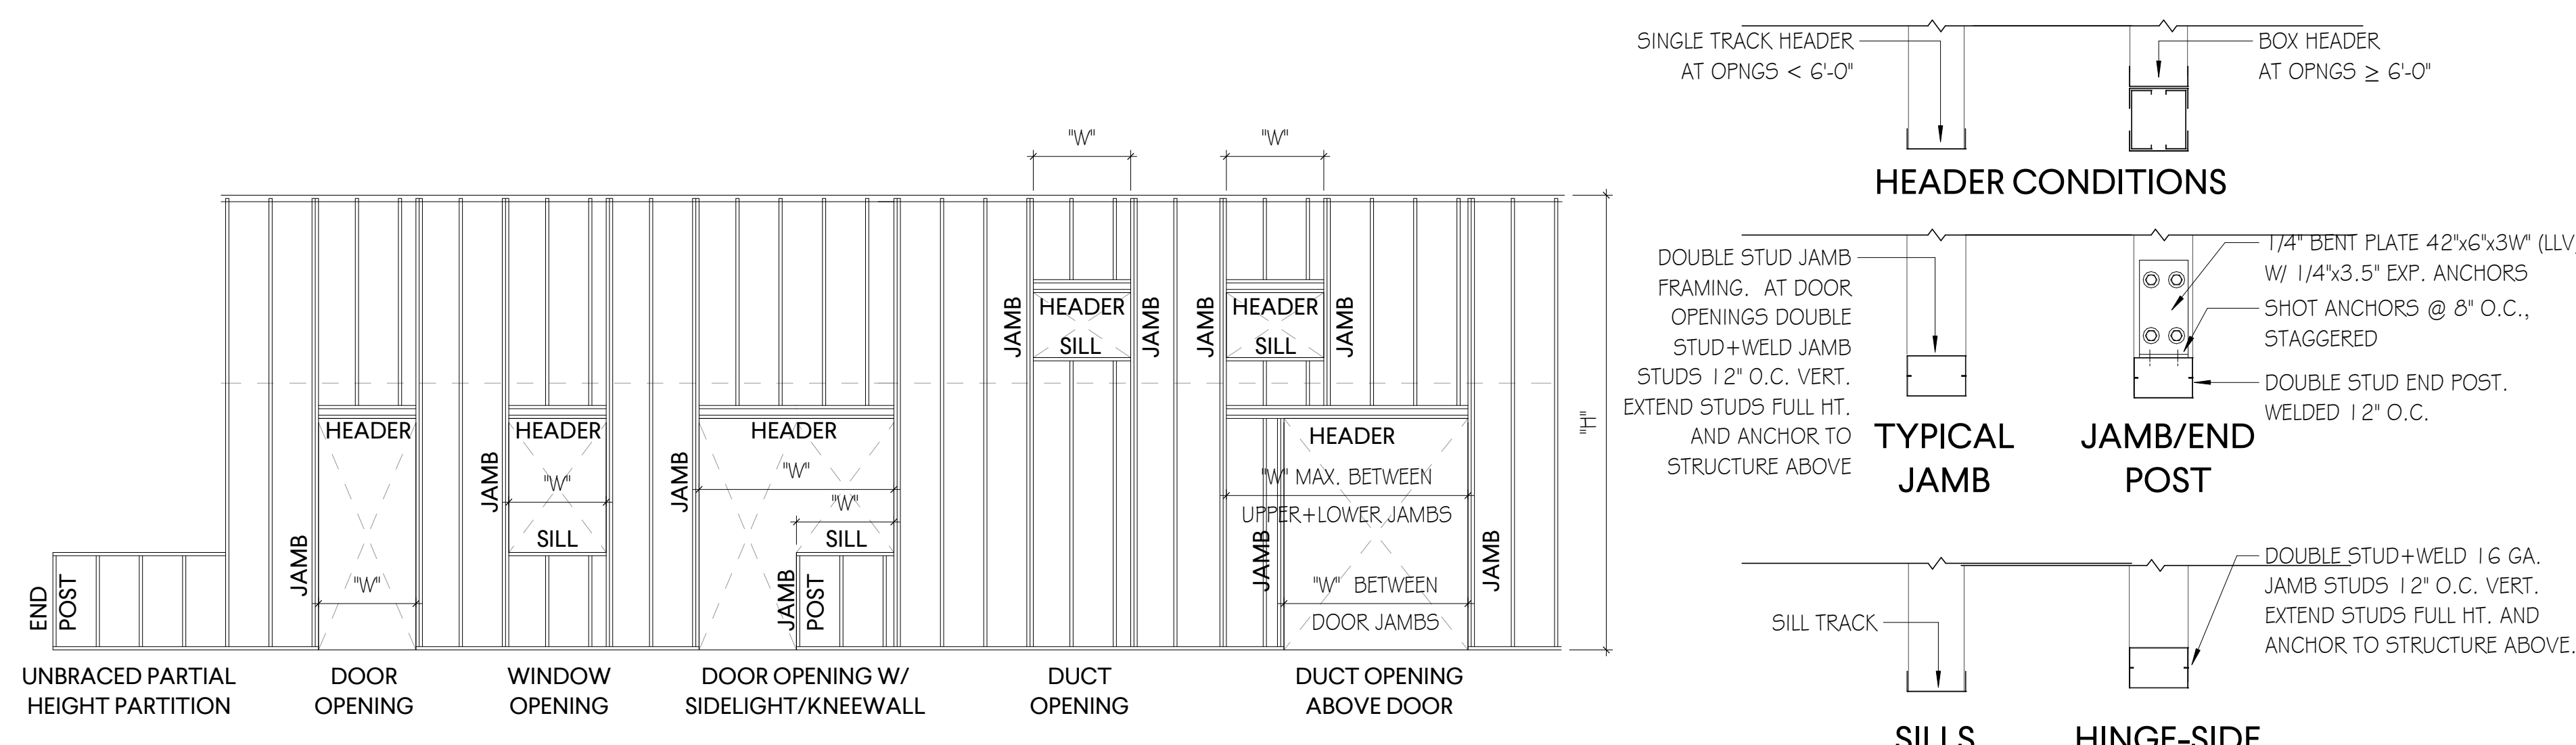 SINGLE TRACK HEADER
AT OPNGS < 6'-0"
BOX HEADER
AT OPNGS ≥ 6'-0"
HEADER CONDITIONS
"W"
"W"
"H"
JAMB
HEADER
SILL
JAMB
JAMB
HEADER
SILL
JAMB
DOUBLE STUD JAMB
FRAMING. AT DOOR
OPENINGS DOUBLE
STUD+WELD JAMB
STUDS 12" O.C. VERT.
EXTEND STUDS FULL HT.
AND ANCHOR TO
STRUCTURE ABOVE
TYPICAL
JAMB
1/4" BENT PLATE 42"x6"x3W" (LLV
W/ 1/4"x3.5" EXP. ANCHORS
SHOT ANCHORS @ 8" O.C.,
STAGGERED
DOUBLE STUD END POST.
WELDED 12" O.C.
JAMB/END
POST
END
POST
JAMB
HEADER
"W"
JAMB
HEADER
"W"
SILL
JAMB
HEADER
"W"
"W"
SILL
JAMB
POST
HEADER
"W" MAX. BETWEEN
UPPER+LOWER JAMBS
JAMB
"W" BETWEEN
DOOR JAMBS
JAMB
UNBRACED PARTIAL
HEIGHT PARTITION
DOOR
OPENING
WINDOW
OPENING
DOOR OPENING W/
SIDELIGHT/KNEEWALL
DUCT
OPENING
DUCT OPENING
ABOVE DOOR
SILL TRACK
SILLS
DOUBLE STUD+WELD 16 GA.
JAMB STUDS 12" O.C. VERT.
EXTEND STUDS FULL HT. AND
ANCHOR TO STRUCTURE ABOVE.
HINGE-SIDE